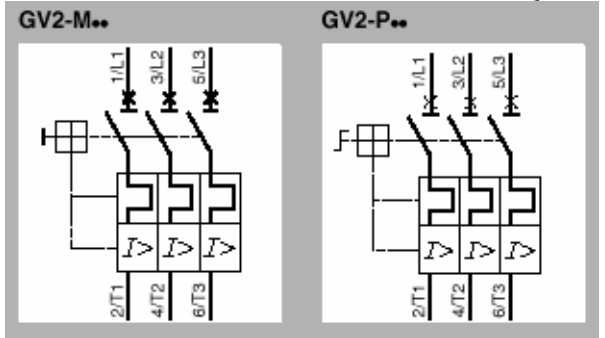 GV2-M•• GV2-P••
1/L1 3/L2 5/L3 1/L1 3/L2 5/L3
I> I> I> I> I> I>
2/T1 4/T2 6/T3 2/T1 4/T2 6/T3